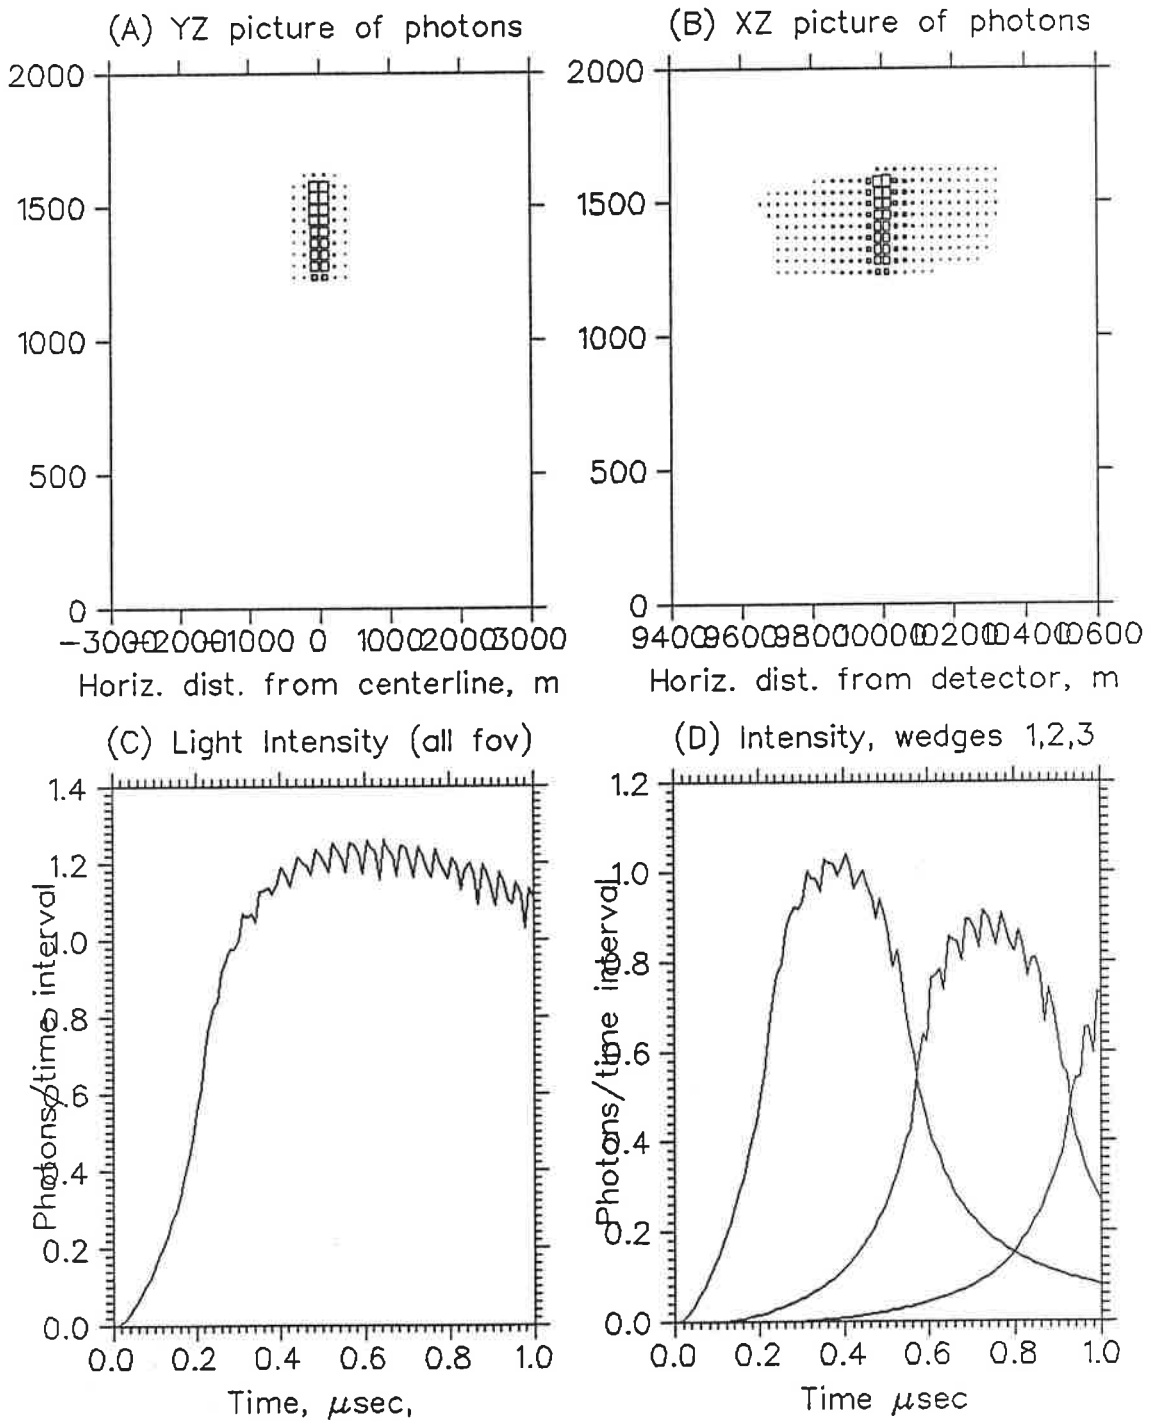 (A) YZ picture of photons
(B) XZ picture of photons
2000
1500
1000
500
0
-3000 -2000 -1000 0 1000 2000 3000
Horiz. dist. from centerline, m
2000
1500
1000
500
0
9400 9600 9800 10000 10200 10400 10600
Horiz. dist. from detector, m
(C) Light Intensity (all fov)
1.4
1.2
1.0
0.8
0.6
0.4
0.2
0.0
Photons/time interval
0.0 0.2 0.4 0.6 0.8 1.0
Time, μsec,
(D) Intensity, wedges 1,2,3
1.2
1.0
0.8
0.6
0.4
0.2
0.0
Photons/time interval
0.0 0.2 0.4 0.6 0.8 1.0
Time μsec